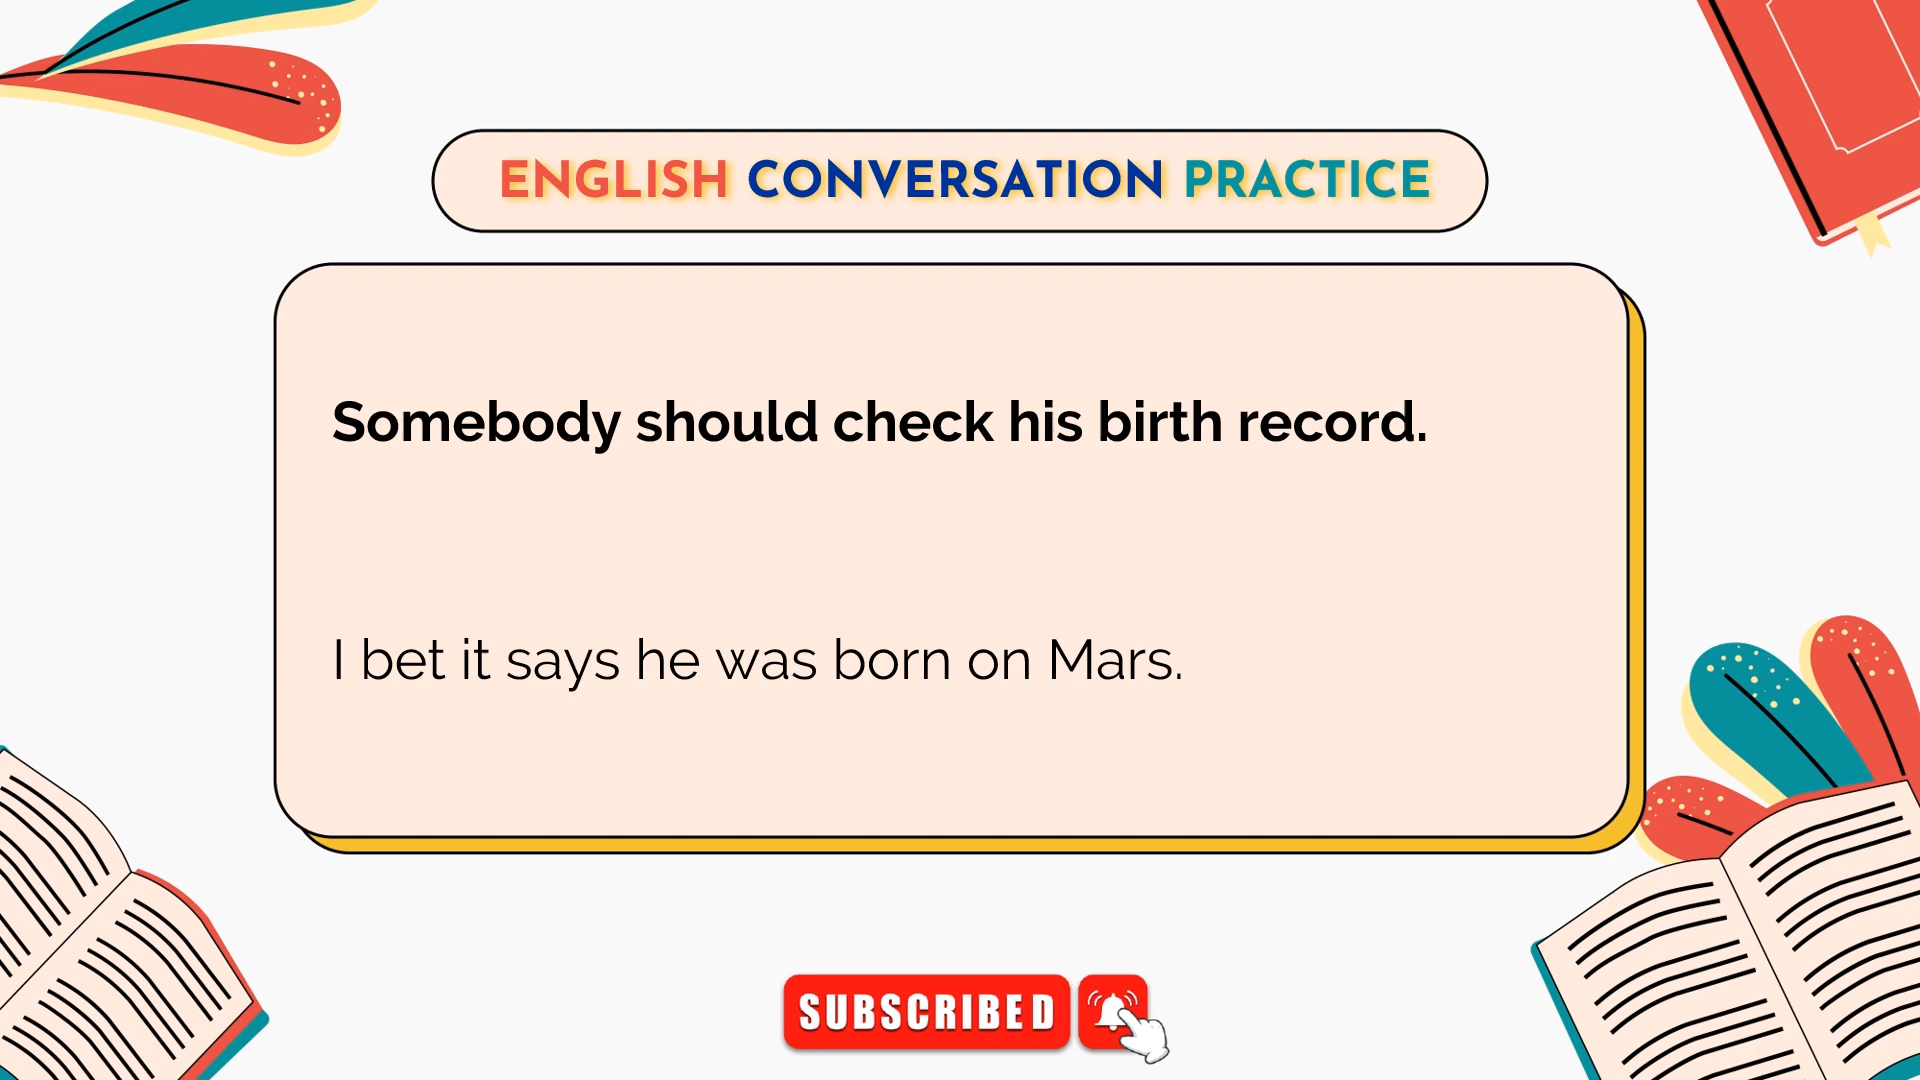 ENGLISH CONVERSATION PRACTICE
Somebody should check his birth record.
I bet it says he was born on Mars.
SUBSCRIBED